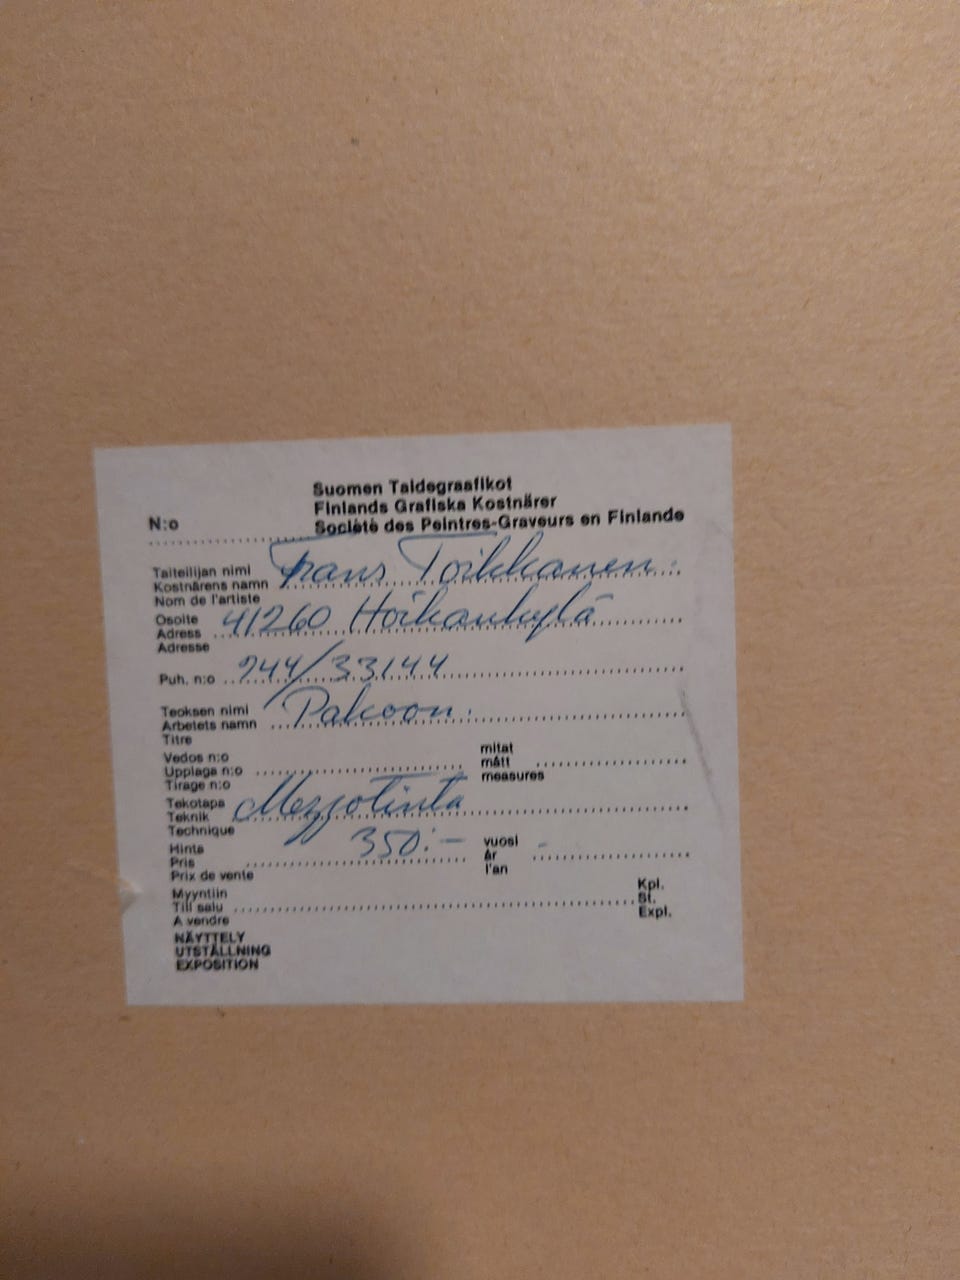 Suomen Taidegraafikot
Finlands Grafiska Kostnärer
N:o
Société des Peintres-Graveurs en Finlande
Taiteilijan nimi
Kostnärens namn Frans Toikkanen.
Nom de l'artiste
Osoite
Adress 41260 Hoikankylä
Adresse
Puh. n:o 944/33144
Teoksen nimi
Arbetets namn Pakoon.
Titre
Vedos n:o mitat
Upplaga n:o mått
Tirage n:o measures
Tekotapa
Teknik Mezzotinta
Technique
Hinta 350:- vuosi -
Pris år
Prix de vente l'an
Myyntiin Kpl.
Till salu St.
A vendre Expl.
NÄYTTELY
UTSTÄLLNING
EXPOSITION